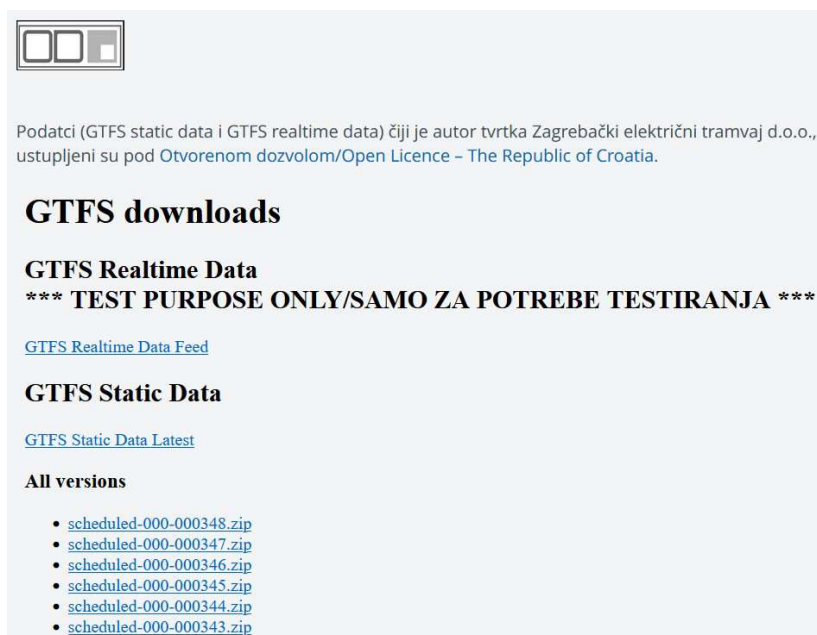 Podatci (GTFS static data i GTFS realtime data) čiji je autor tvrtka Zagrebački električni tramvaj d.o.o.,
ustupljeni su pod Otvorenom dozvolom/Open Licence – The Republic of Croatia.
GTFS downloads
GTFS Realtime Data
*** TEST PURPOSE ONLY/SAMO ZA POTREBE TESTIRANJA ***
GTFS Realtime Data Feed
GTFS Static Data
GTFS Static Data Latest
All versions
• scheduled-000-000348.zip
• scheduled-000-000347.zip
• scheduled-000-000346.zip
• scheduled-000-000345.zip
• scheduled-000-000344.zip
• scheduled-000-000343.zip